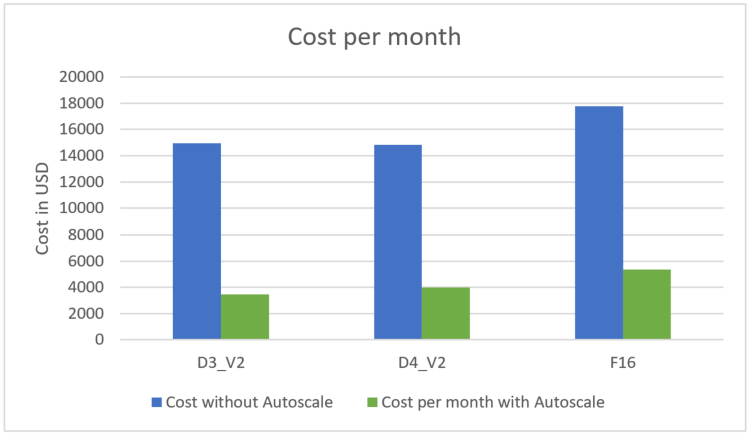 Cost per month
20000
18000
16000
14000
12000
10000
8000
6000
4000
2000
0
Cost in USD
D3_V2 D4_V2 F16
Cost without Autoscale Cost per month with Autoscale